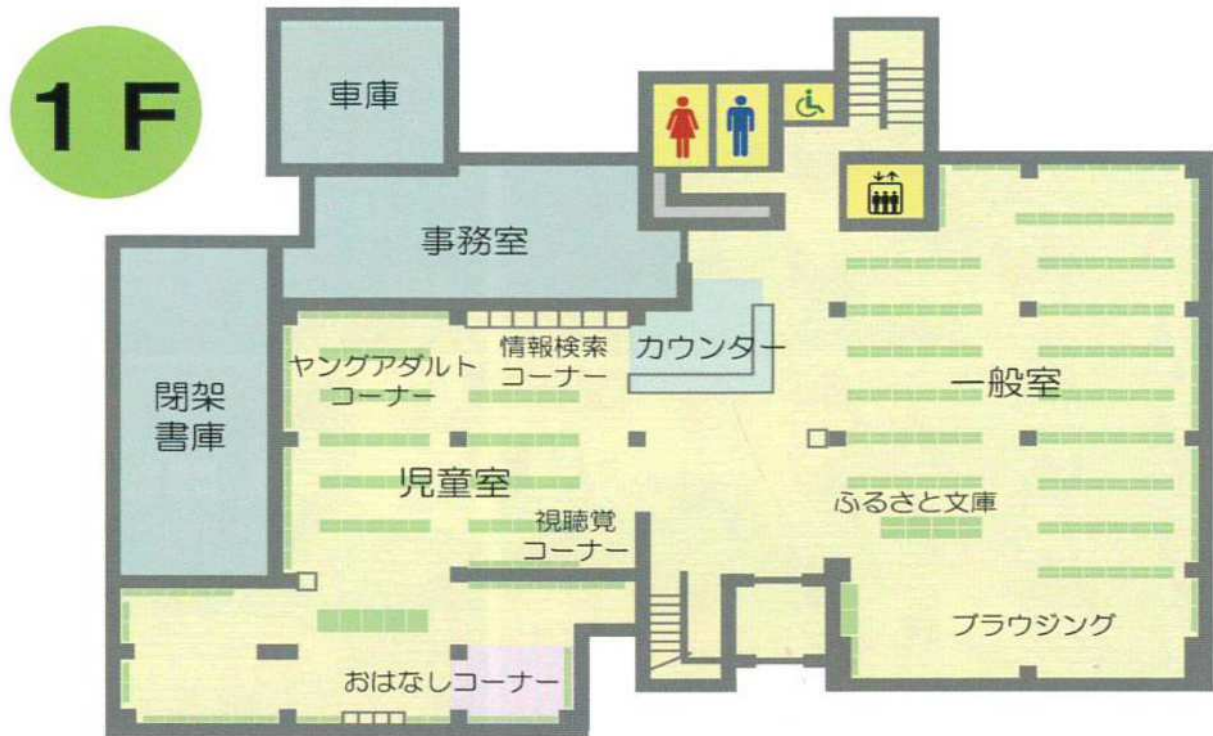 1 F
車庫
事務室
閉架
書庫
ヤングアダルト
コーナー
情報検索
コーナー
カウンター
一般室
児童室
視聴覚
コーナー
ふるさと文庫
ブラウジング
おはなしコーナー